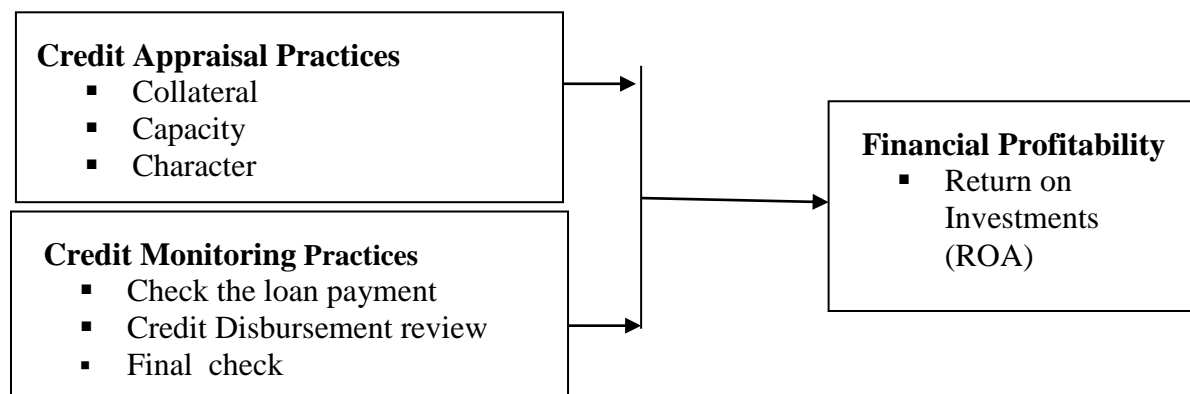 Credit Appraisal Practices
▪ Collateral
▪ Capacity
▪ Character
Credit Monitoring Practices
▪ Check the loan payment
▪ Credit Disbursement review
▪ Final check
Financial Profitability
▪ Return on
Investments
(ROA)